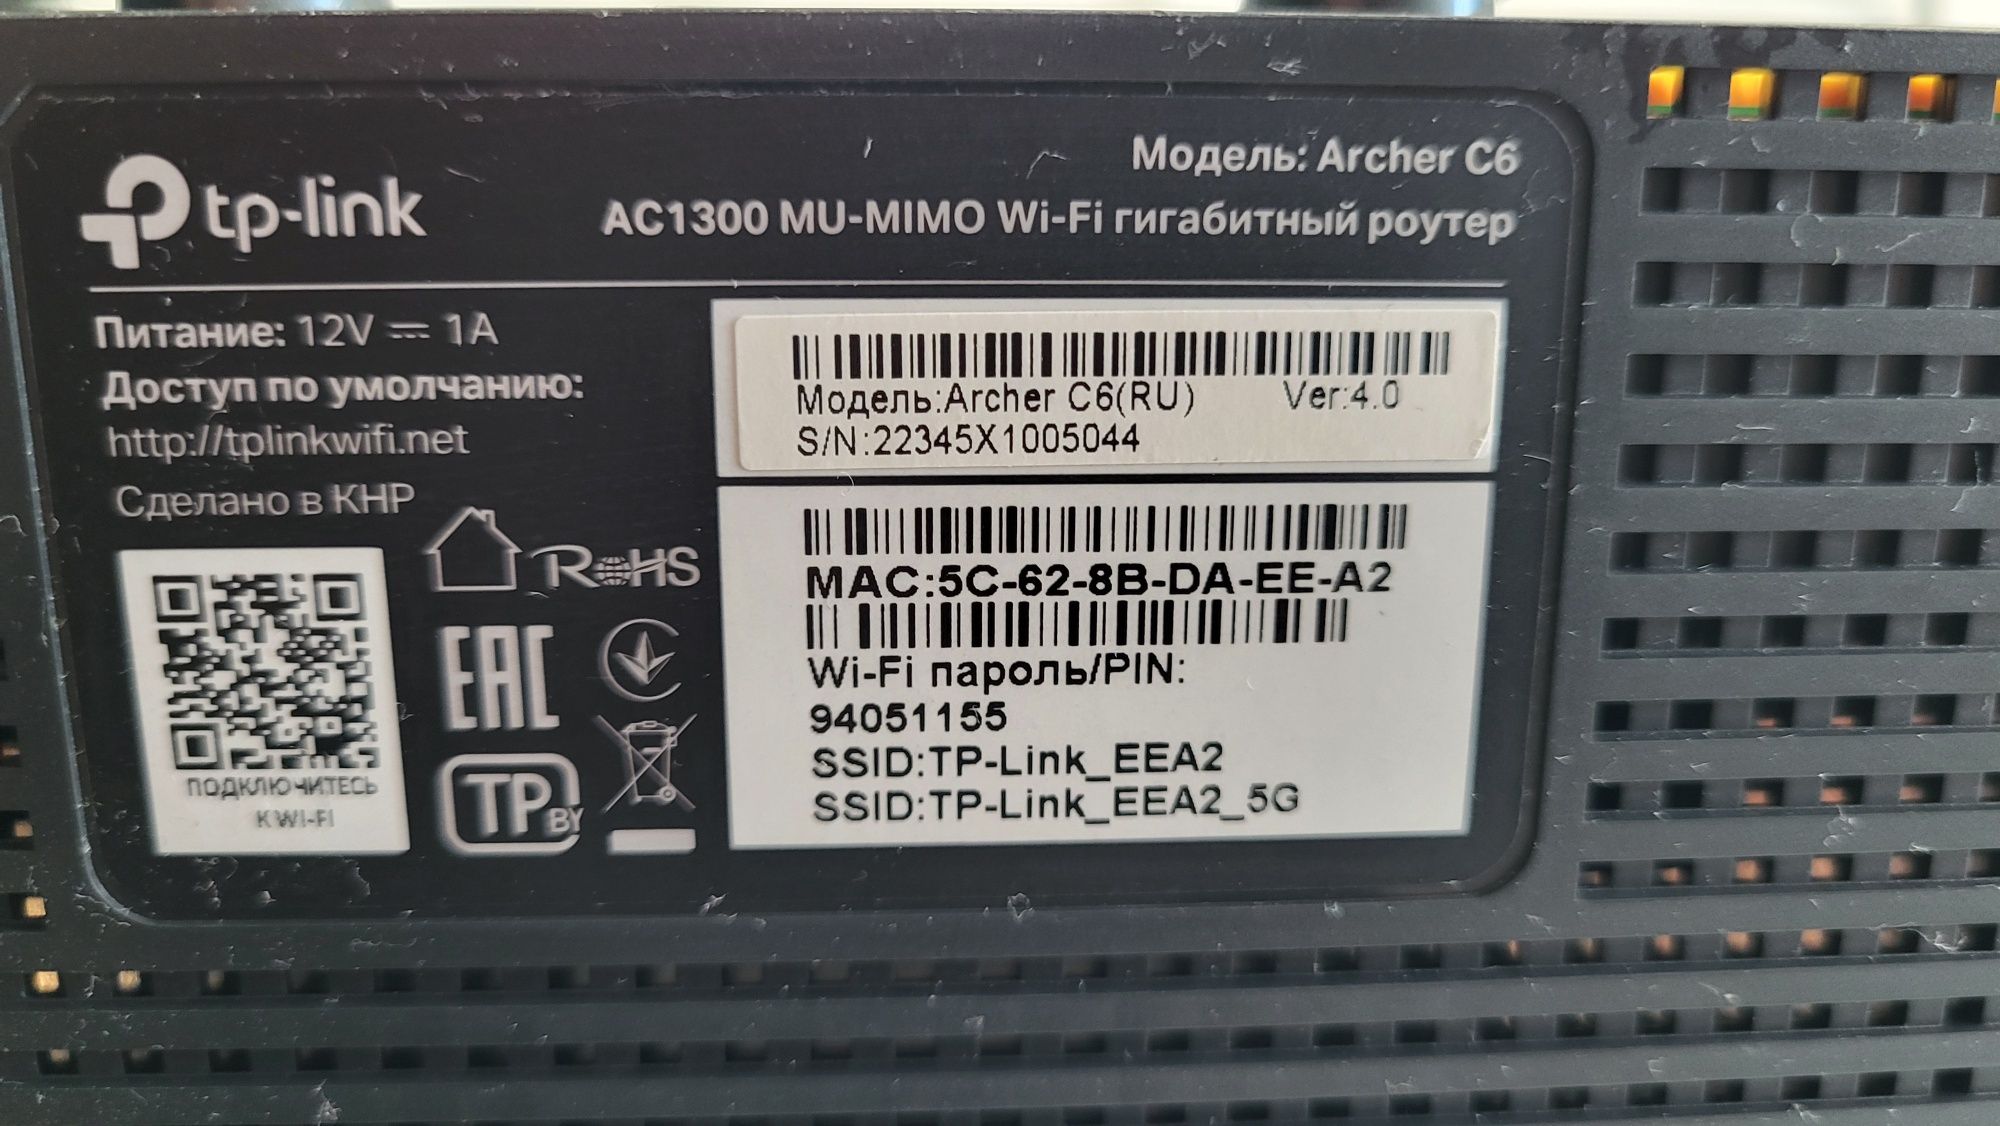 tp-link
Модель: Archer C6
AC1300 MU-MIMO Wi-Fi гигабитный роутер
Питание: 12V ⎓ 1A
Доступ по умолчанию:
http://tplinkwifi.net
Сделано в КНР
RoHS
EAC
TP BY
ПОДКЛЮЧИТЕСЬ
К WI-FI
Модель:Archer C6(RU) Ver:4.0
S/N:22345X1005044
MAC:5C-62-8B-DA-EE-A2
Wi-Fi пароль/PIN:
94051155
SSID:TP-Link_EEA2
SSID:TP-Link_EEA2_5G